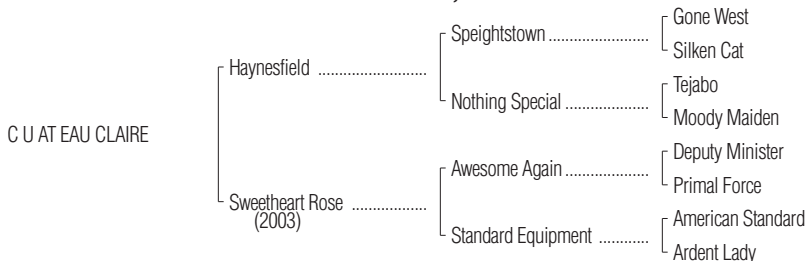 Gone West
Speightstown ........................
Silken Cat
Haynesfield ..........................
Tejabo
Nothing Special ....................
Moody Maiden
C U AT EAU CLAIRE
Deputy Minister
Awesome Again ....................
Primal Force
Sweetheart Rose ..................
(2003)
American Standard
Standard Equipment ............
Ardent Lady